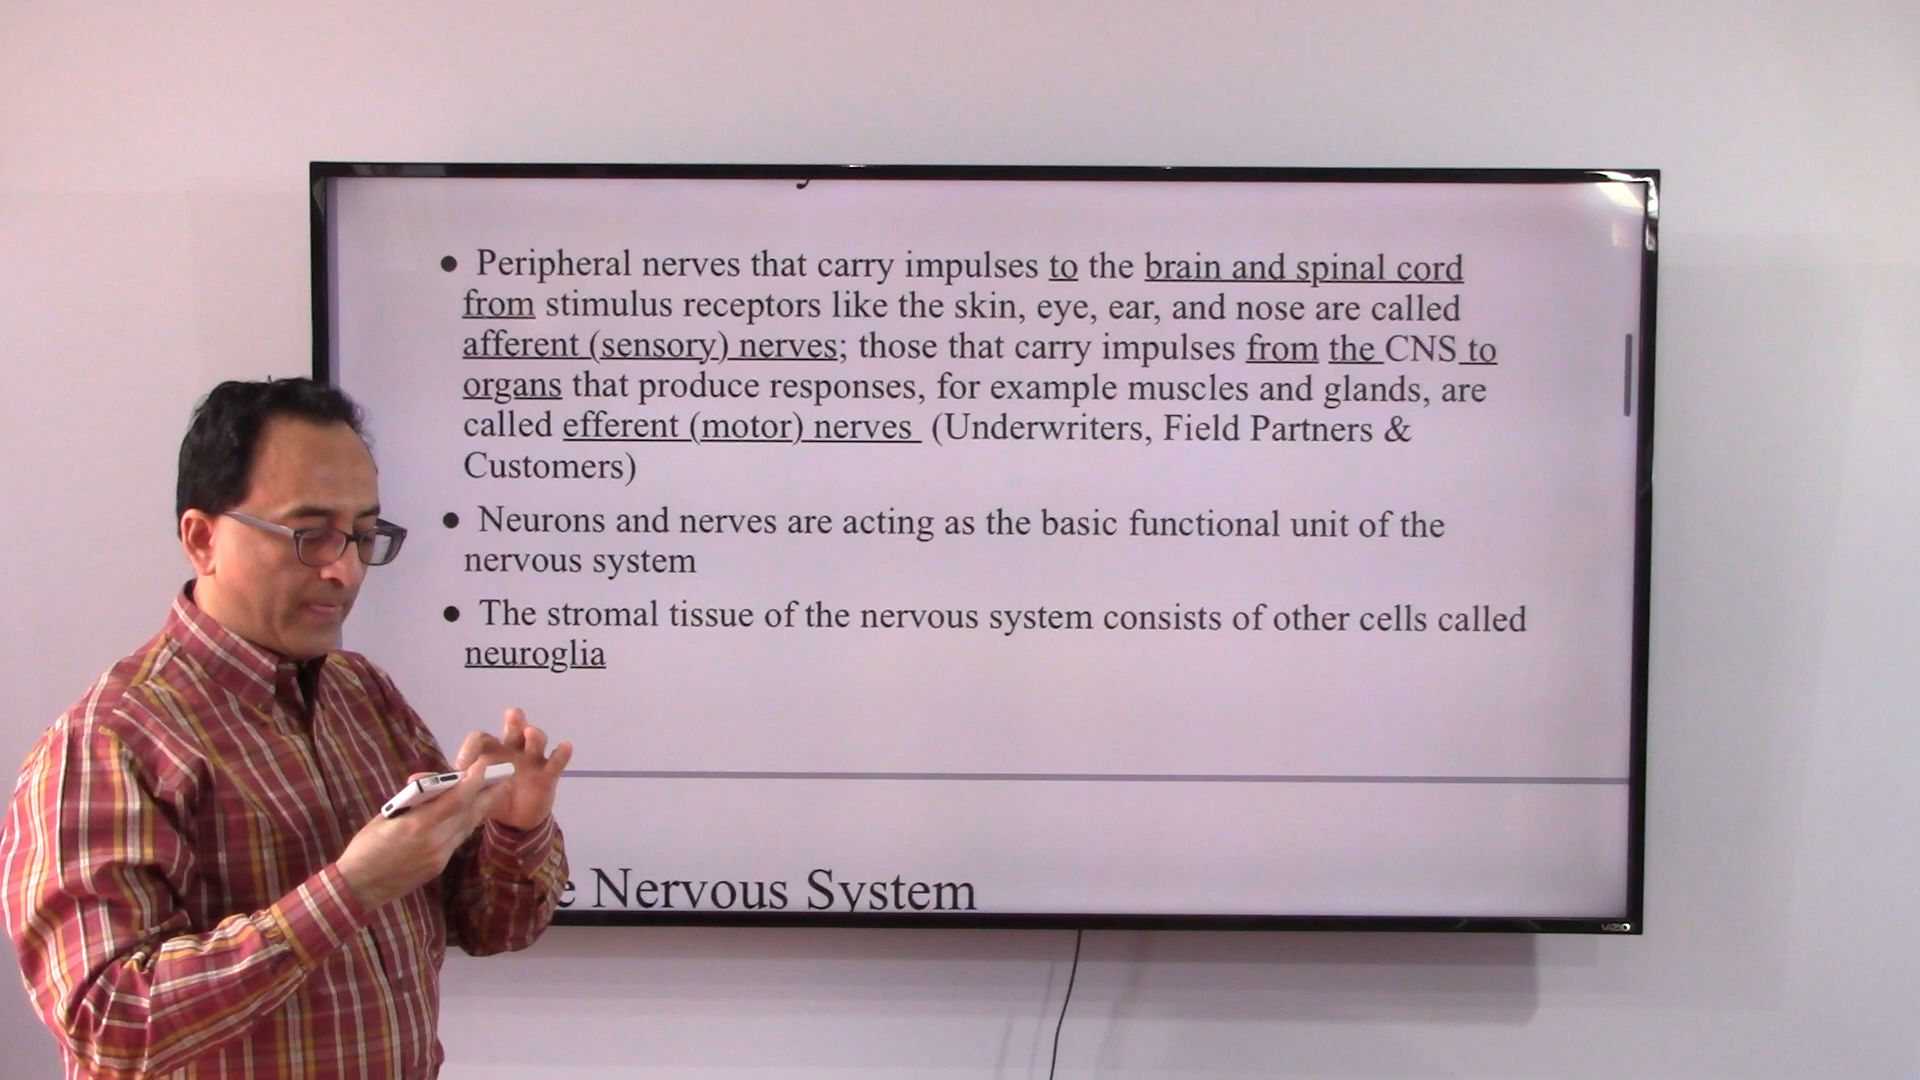 ● Peripheral nerves that carry impulses to the brain and spinal cord
from stimulus receptors like the skin, eye, ear, and nose are called
afferent (sensory) nerves; those that carry impulses from the CNS to
organs that produce responses, for example muscles and glands, are
called efferent (motor) nerves (Underwriters, Field Partners &
Customers)
● Neurons and nerves are acting as the basic functional unit of the
nervous system
● The stromal tissue of the nervous system consists of other cells called
neuroglia
Nervous System
VIZIO